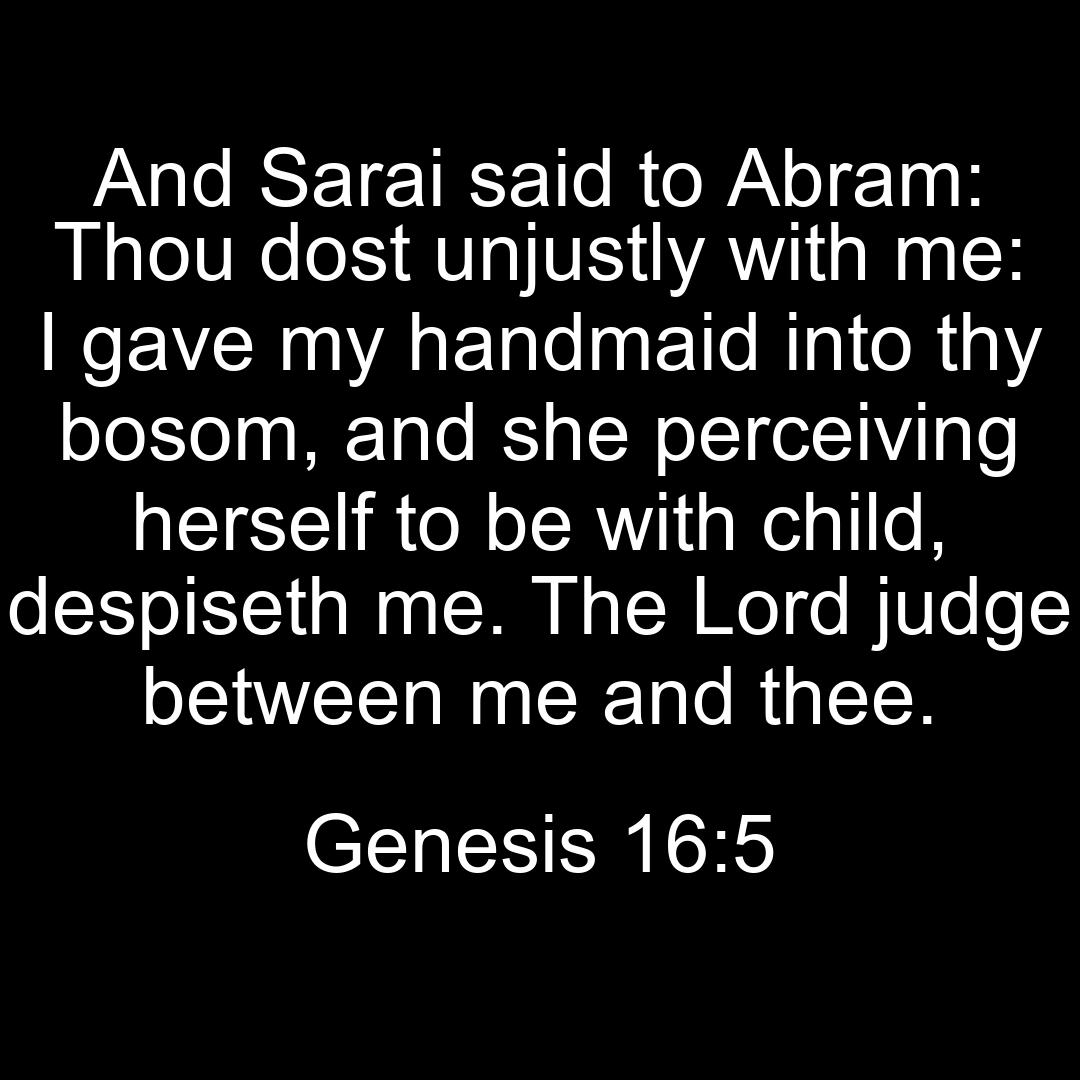 And Sarai said to Abram:
Thou dost unjustly with me:
I gave my handmaid into thy
bosom, and she perceiving
herself to be with child,
despiseth me. The Lord judge
between me and thee.
Genesis 16:5